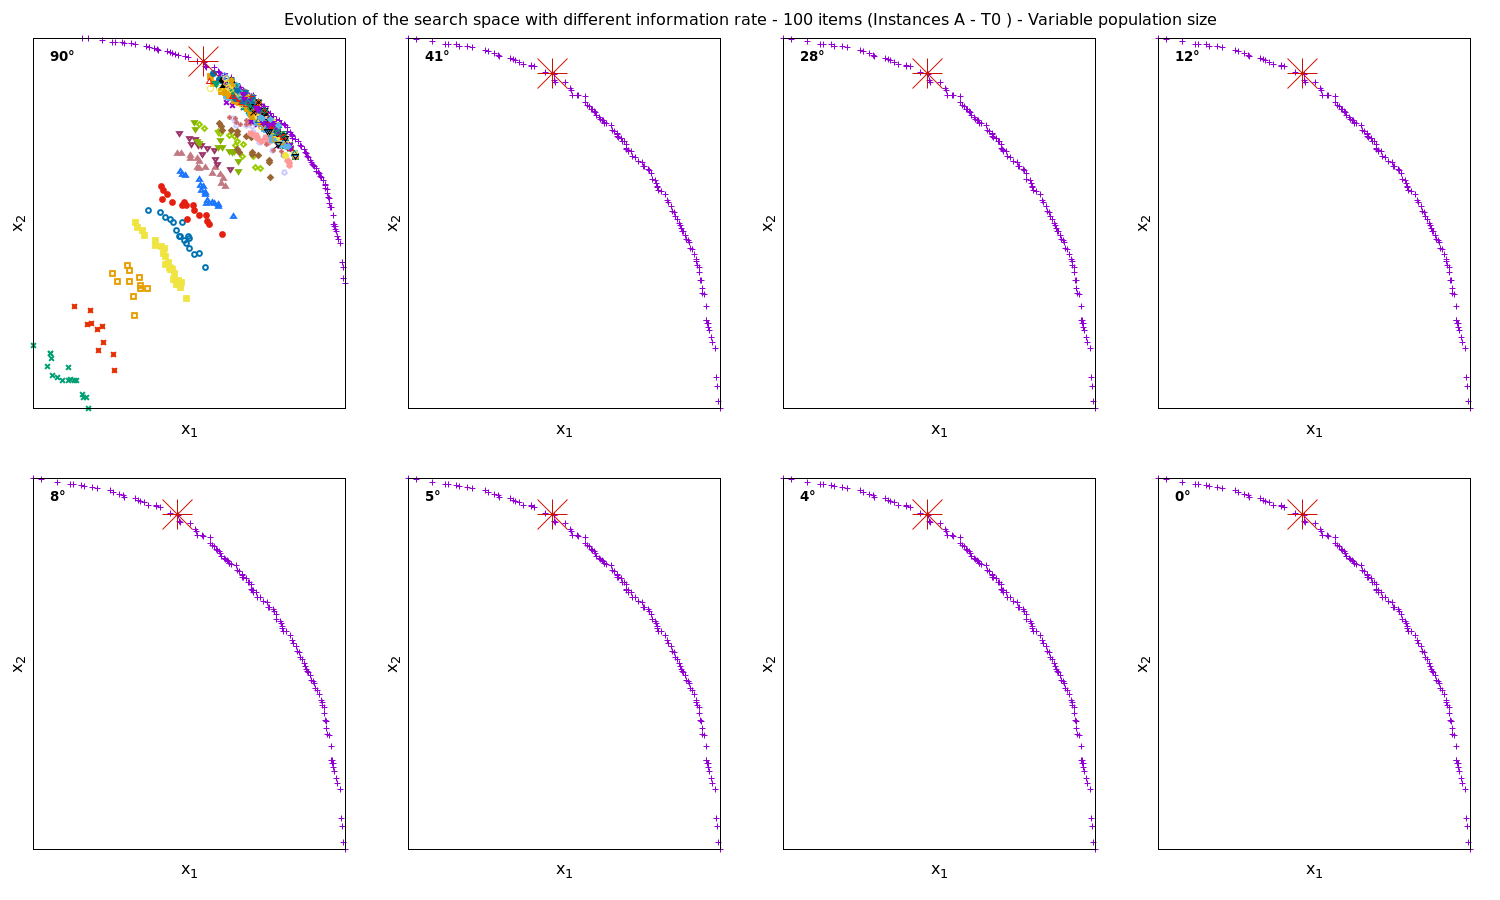 Evolution of the search space with different information rate - 100 items (Instances A - T0 ) - Variable population size
90°
41°
28°
12°
x2
x2
x2
x2
x1
x1
x1
x1
8°
5°
4°
0°
x2
x2
x2
x2
x1
x1
x1
x1